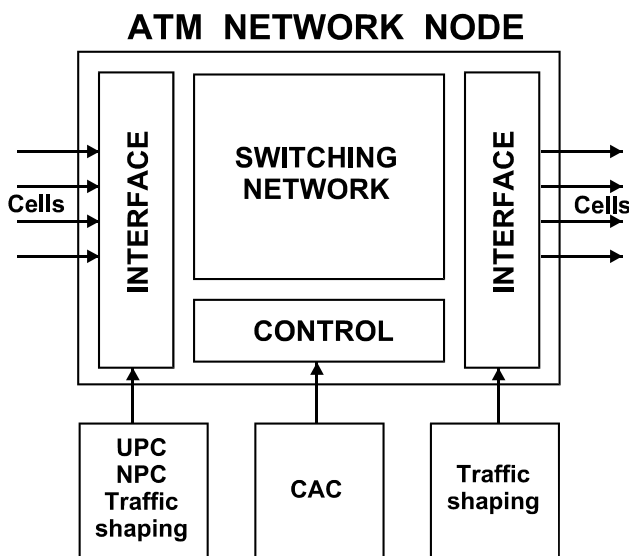 ATM NETWORK NODE
INTERFACE
SWITCHING
NETWORK
INTERFACE
Cells
Cells
CONTROL
UPC
NPC
Traffic
shaping
CAC
Traffic
shaping